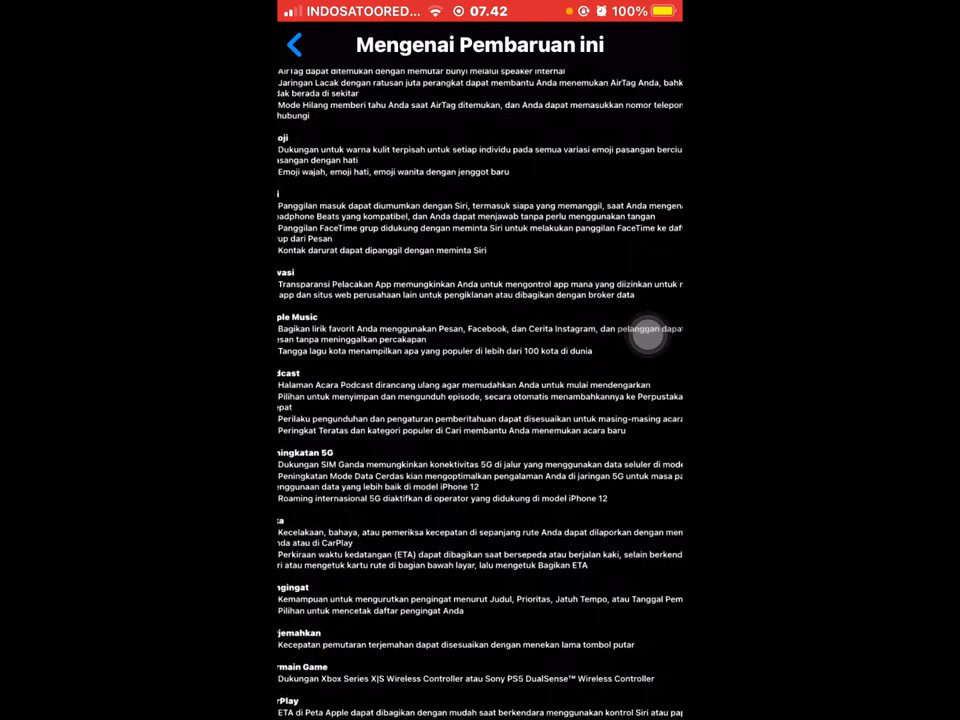 INDOSATOORED... 07.42 100%
Mengenai Pembaruan ini
AirTag dapat ditemukan dengan memutar bunyi melalui speaker internal
Jaringan Lacak dengan ratusan juta perangkat dapat membantu Anda menemukan AirTag Anda, bahk
dak berada di sekitar
Mode Hilang memberi tahu Anda saat AirTag ditemukan, dan Anda dapat memasukkan nomor telepon
hubungi
oji
Dukungan untuk warna kulit terpisah untuk setiap individu pada semua variasi emoji pasangan berciu
asangan dengan hati
Emoji wajah, emoji hati, emoji wanita dengan jenggot baru
i
Panggilan masuk dapat diumumkan dengan Siri, termasuk siapa yang memanggil, saat Anda mengena
adphone Beats yang kompatibel, dan Anda dapat menjawab tanpa perlu menggunakan tangan
Panggilan FaceTime grup didukung dengan meminta Siri untuk melakukan panggilan FaceTime ke daf
up dari Pesan
Kontak darurat dapat dipanggil dengan meminta Siri
vasi
Transparansi Pelacakan App memungkinkan Anda untuk mengontrol app mana yang diizinkan untuk m
app dan situs web perusahaan lain untuk pengiklanan atau dibagikan dengan broker data
ple Music
Bagikan lirik favorit Anda menggunakan Pesan, Facebook, dan Cerita Instagram, dan pelanggan dapat
esan tanpa meninggalkan percakapan
Tangga lagu kota menampilkan apa yang populer di lebih dari 100 kota di dunia
dcast
Halaman Acara Podcast dirancang ulang agar memudahkan Anda untuk mulai mendengarkan
Pilihan untuk menyimpan dan mengunduh episode, secara otomatis menambahkannya ke Perpustaka
epat
Perilaku pengunduhan dan pengaturan pemberitahuan dapat disesuaikan untuk masing-masing acara
Peringkat Teratas dan kategori populer di Cari membantu Anda menemukan acara baru
ningkatan 5G
Dukungan SIM Ganda memungkinkan konektivitas 5G di jalur yang menggunakan data seluler di mode
Peningkatan Mode Data Cerdas kian mengoptimalkan pengalaman Anda di jaringan 5G untuk masa pa
enggunaan data yang lebih baik di model iPhone 12
Roaming internasional 5G diaktifkan di operator yang didukung di model iPhone 12
ta
Kecelakaan, bahaya, atau pemeriksa kecepatan di sepanjang rute Anda dapat dilaporkan dengan mem
nda atau di CarPlay
Perkiraan waktu kedatangan (ETA) dapat dibagikan saat bersepeda atau berjalan kaki, selain berkend
ri atau mengetuk kartu rute di bagian bawah layar, lalu mengetuk Bagikan ETA
ngingat
Kemampuan untuk mengurutkan pengingat menurut Judul, Prioritas, Jatuh Tempo, atau Tanggal Pem
Pilihan untuk mencetak daftar pengingat Anda
rjemahkan
Kecepatan pemutaran terjemahan dapat disesuaikan dengan menekan lama tombol putar
rmain Game
Dukungan Xbox Series X|S Wireless Controller atau Sony PS5 DualSense™ Wireless Controller
rPlay
ETA di Peta Apple dapat dibagikan dengan mudah saat berkendara menggunakan kontrol Siri atau pap